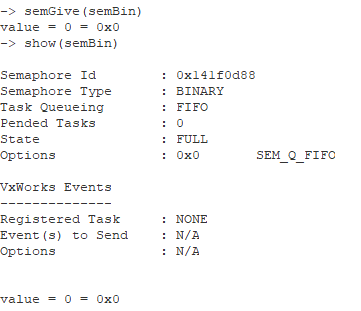 -> semGive(semBin)
value = 0 = 0x0
-> show(semBin)
Semaphore Id : 0x141f0d88
Semaphore Type : BINARY
Task Queueing : FIFO
Pended Tasks : 0
State : FULL
Options : 0x0 SEM_Q_FIFO
VxWorks Events
--------------
Registered Task : NONE
Event(s) to Send : N/A
Options : N/A
value = 0 = 0x0